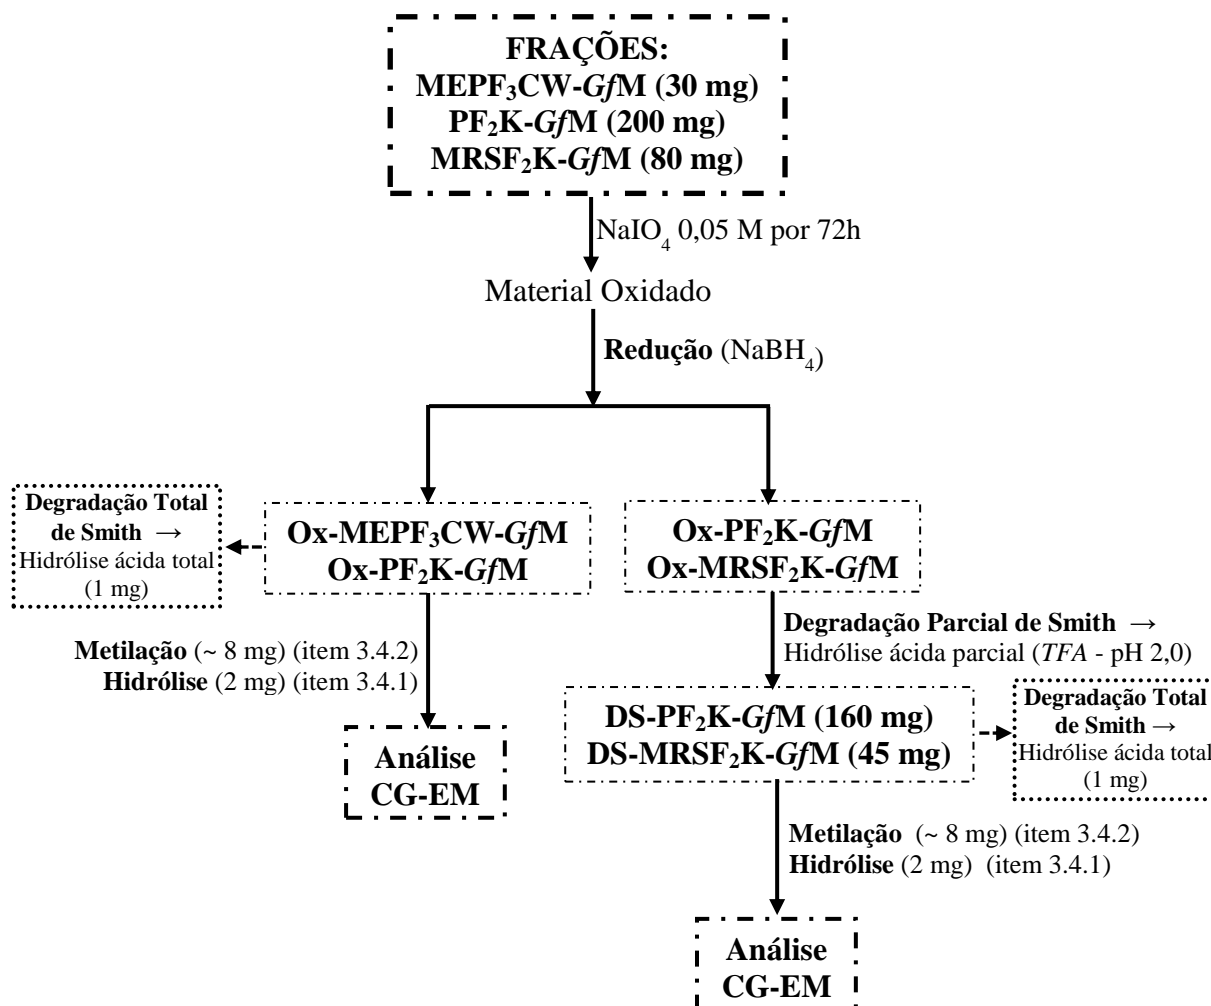 FRAÇÕES:
MEPF₃CW-GfM (30 mg)
PF₂K-GfM (200 mg)
MRSF₂K-GfM (80 mg)
NaIO₄ 0,05 M por 72h
Material Oxidado
Redução (NaBH₄)
Degradação Total
de Smith →
Hidrólise ácida total
(1 mg)
Ox-MEPF₃CW-GfM
Ox-PF₂K-GfM
Ox-PF₂K-GfM
Ox-MRSF₂K-GfM
Metilação (~ 8 mg) (item 3.4.2)
Hidrólise (2 mg) (item 3.4.1)
Degradação Parcial de Smith →
Hidrólise ácida parcial (TFA - pH 2,0)
DS-PF₂K-GfM (160 mg)
DS-MRSF₂K-GfM (45 mg)
Degradação Total
de Smith →
Hidrólise ácida total
(1 mg)
Análise
CG-EM
Metilação (~ 8 mg) (item 3.4.2)
Hidrólise (2 mg) (item 3.4.1)
Análise
CG-EM